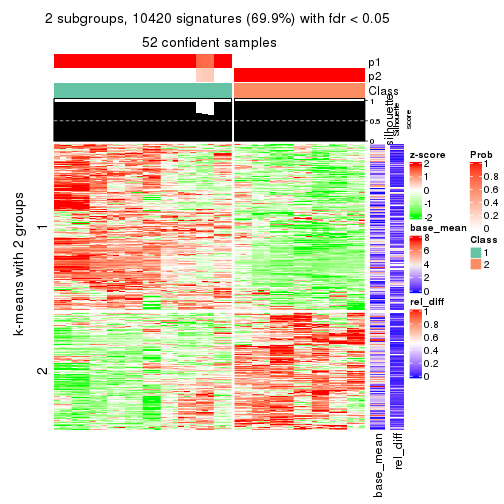 2 subgroups, 10420 signatures (69.9%) with fdr < 0.05
52 confident samples
p1
p2
Class
1
0.5
0
silhouette
Silhouette
score
k-means with 2 groups
1
2
base_mean
rel_diff
z-score
2
1
0
-1
-2
base_mean
8
6
4
2
0
rel_diff
1
0.8
0.6
0.4
0.2
0
Prob
1
0.8
0.6
0.4
0.2
0
Class
1
2